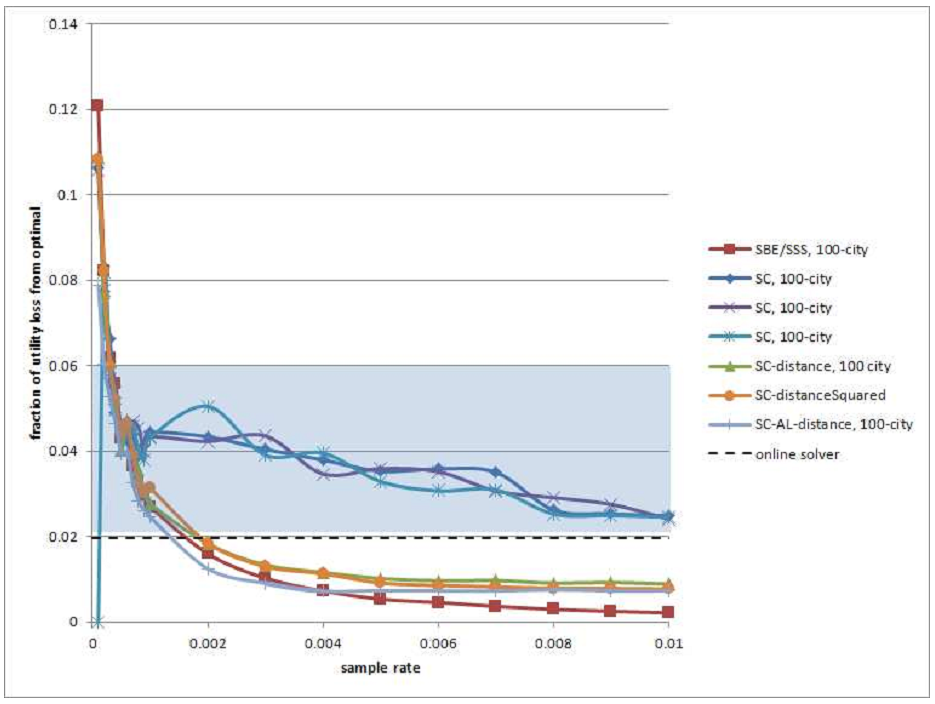 0.14
0.12
0.1
0.08
0.06
0.04
0.02
0
fraction of utility loss from optimal
0 0.002 0.004 0.006 0.008 0.01
sample rate
SBE/SSS, 100-city
SC, 100-city
SC, 100-city
SC, 100-city
SC-distance, 100 city
SC-distanceSquared
SC-AL-distance, 100-city
online solver